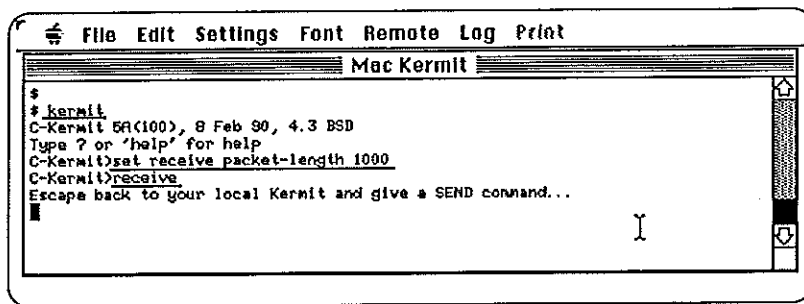 File Edit Settings Font Remote Log Print
Mac Kermit
$
$ kermit
C-Kermit 5A(100), 8 Feb 90, 4.3 BSD
Type ? or 'help' for help
C-Kermit>set receive packet-length 1000
C-Kermit>receive
Escape back to your local Kermit and give a SEND command...